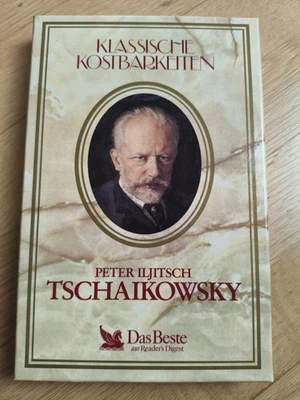 KLASSISCHE
KOSTBARKEITEN
PETER ILJITSCH
TSCHAIKOWSKY
Das Beste
aus Reader's Digest